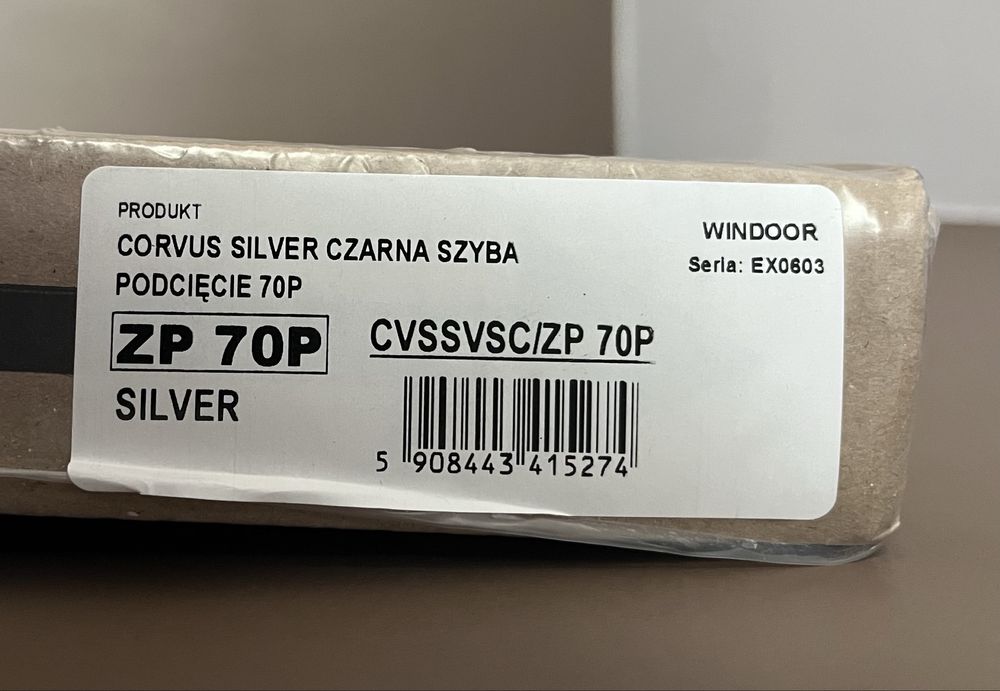 PRODUKT
CORVUS SILVER CZARNA SZYBA
PODCIĘCIE 70P
ZP 70P
SILVER
WINDOOR
Seria: EX0603
CVSSVSC/ZP 70P
5 908443 415274